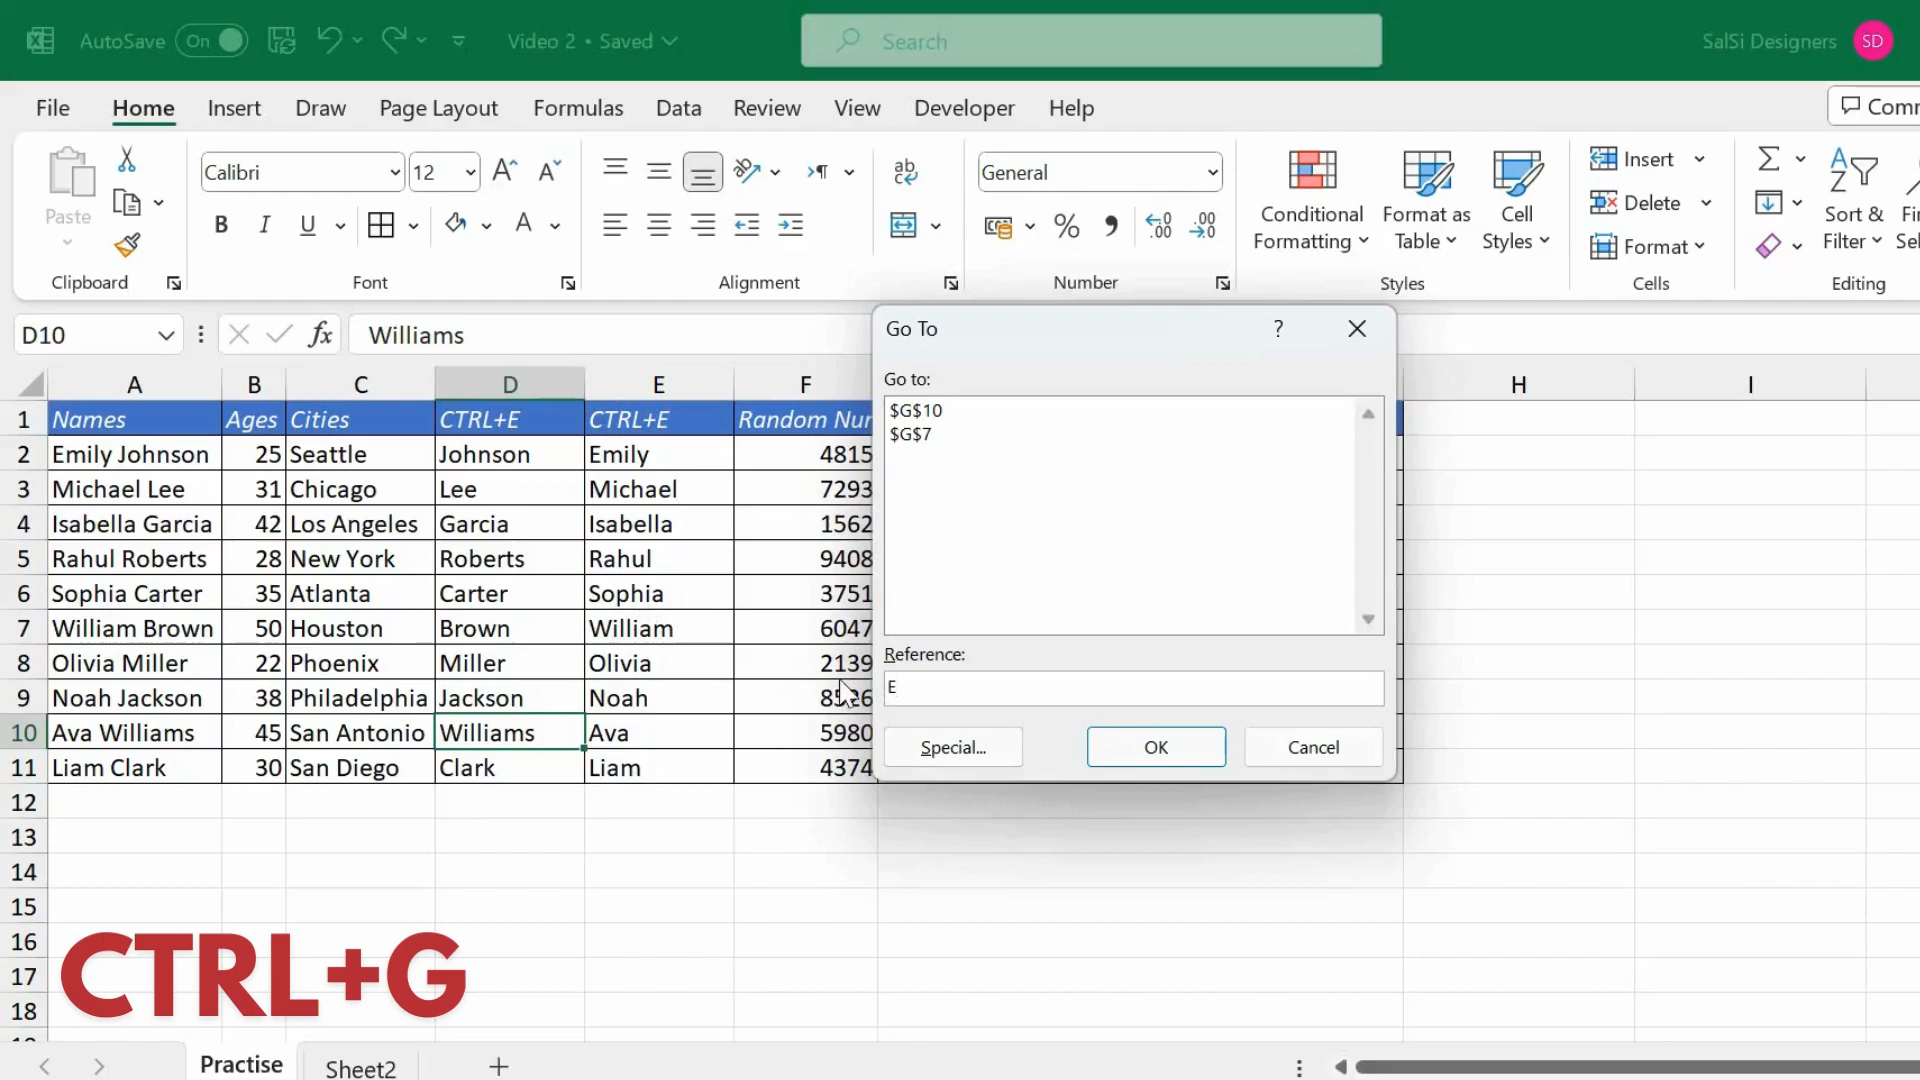 AutoSave On Video 2 • Saved Search SalSi Designers SD
File Home Insert Draw Page Layout Formulas Data Review View Developer Help
Paste Calibri 12 General Conditional Formatting Format as Table Cell Styles Insert Delete Format Sort & Filter
B I U A ab % 
Clipboard Font Alignment Number Styles Cells Editing
D10 fx Williams
A B C D E F H I
1 Names Ages Cities CTRL+E CTRL+E
2 Emily Johnson 25 Seattle Johnson Emily 4815
3 Michael Lee 31 Chicago Lee Michael 7293
4 Isabella Garcia 42 Los Angeles Garcia Isabella 1562
5 Rahul Roberts 28 New York Roberts Rahul 9408
6 Sophia Carter 35 Atlanta Carter Sophia 3751
7 William Brown 50 Houston Brown William 6047
8 Olivia Miller 22 Phoenix Miller Olivia 2139
9 Noah Jackson 38 Philadelphia Jackson Noah
10 Ava Williams 45 San Antonio Williams Ava 5980
11 Liam Clark 30 San Diego Clark Liam 4374
12
13
14
15
16
17
18
Go To ?
Go to:
$G$10
$G$7
Reference:
E
Special... OK Cancel
CTRL+G
Practise Sheet2